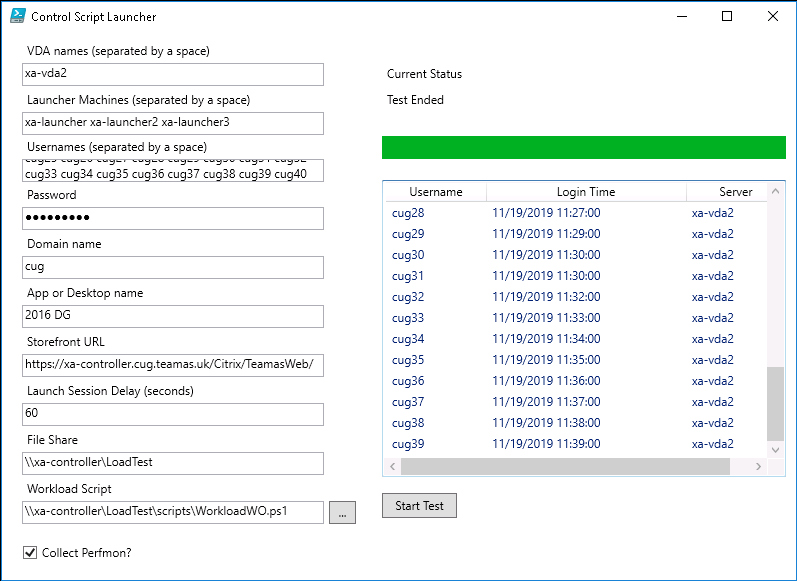 Control Script Launcher
VDA names (separated by a space)
xa-vda2
Launcher Machines (separated by a space)
xa-launcher xa-launcher2 xa-launcher3
Usernames (separated by a space)
cug25 cug26 cug27 cug28 cug29 cug30 cug31 cug32
cug33 cug34 cug35 cug36 cug37 cug38 cug39 cug40
Password
●●●●●●●●●
Domain name
cug
App or Desktop name
2016 DG
Storefront URL
https://xa-controller.cug.teamas.uk/Citrix/TeamasWeb/
Launch Session Delay (seconds)
60
File Share
\\xa-controller\LoadTest
Workload Script
\\xa-controller\LoadTest\scripts\WorkloadWO.ps1
...
Collect Perfmon?
Current Status
Test Ended
Username Login Time Server
cug28 11/19/2019 11:27:00 xa-vda2
cug29 11/19/2019 11:29:00 xa-vda2
cug30 11/19/2019 11:30:00 xa-vda2
cug31 11/19/2019 11:30:00 xa-vda2
cug32 11/19/2019 11:32:00 xa-vda2
cug33 11/19/2019 11:33:00 xa-vda2
cug34 11/19/2019 11:34:00 xa-vda2
cug35 11/19/2019 11:35:00 xa-vda2
cug36 11/19/2019 11:36:00 xa-vda2
cug37 11/19/2019 11:37:00 xa-vda2
cug38 11/19/2019 11:38:00 xa-vda2
cug39 11/19/2019 11:39:00 xa-vda2
Start Test